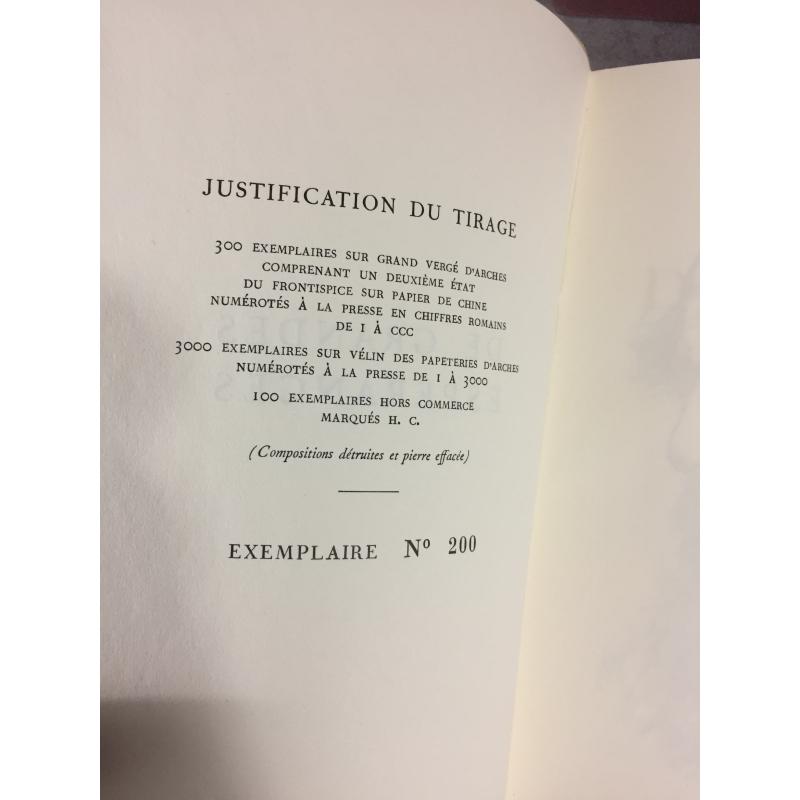 JUSTIFICATION DU TIRAGE
300 EXEMPLAIRES SUR GRAND VERGÉ D'ARCHES
COMPRENANT UN DEUXIÈME ÉTAT
DU FRONTISPICE SUR PAPIER DE CHINE
NUMÉROTÉS À LA PRESSE EN CHIFFRES ROMAINS
DE I À CCC
3000 EXEMPLAIRES SUR VÉLIN DES PAPETERIES D'ARCHES
NUMÉROTÉS À LA PRESSE DE I À 3000
100 EXEMPLAIRES HORS COMMERCE
MARQUÉS H. C.
(Compositions détruites et pierre effacée)
EXEMPLAIRE Nº 200